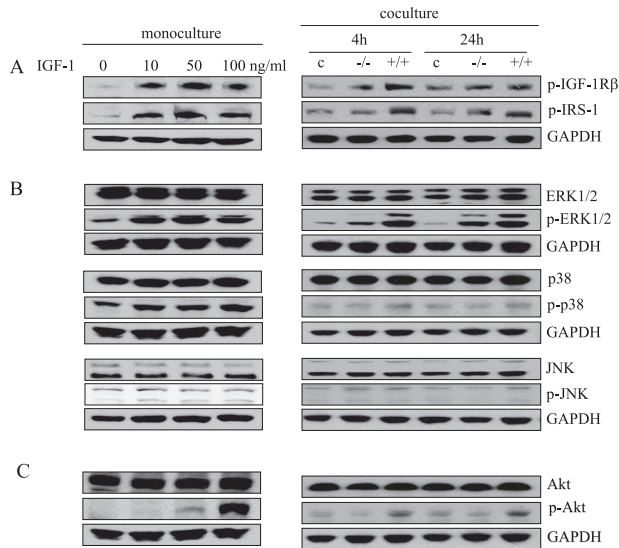 coculture
monoculture
4h 24h
A IGF-1 0 10 50 100 ng/ml c -/- +/+ c -/- +/+
p-IGF-1Rβ
p-IRS-1
GAPDH
B
ERK1/2
p-ERK1/2
GAPDH
p38
p-p38
GAPDH
JNK
p-JNK
GAPDH
C
Akt
p-Akt
GAPDH